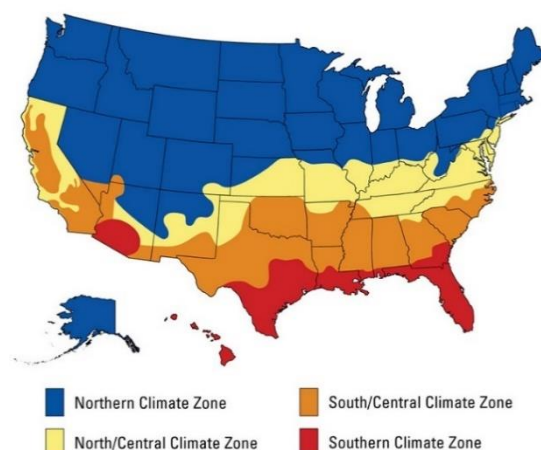 Northern Climate Zone
South/Central Climate Zone
North/Central Climate Zone
Southern Climate Zone